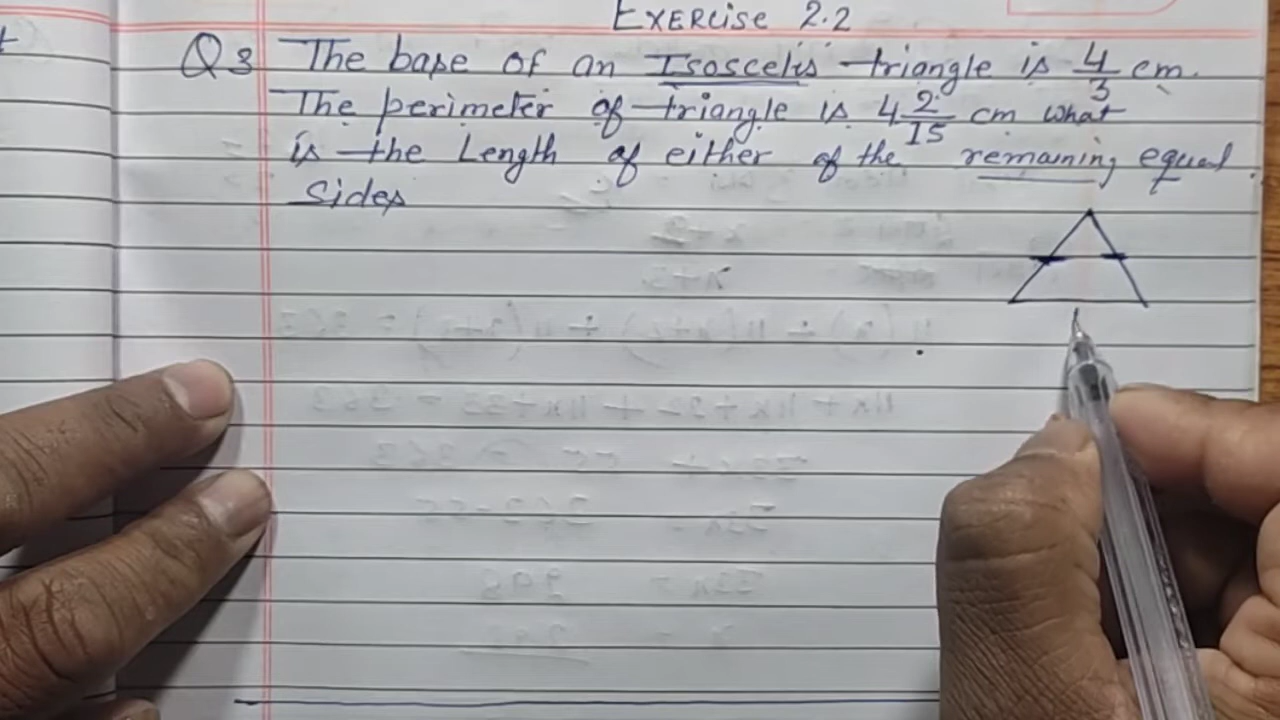 Exercise 2.2
Q3 The base of an Isoscelis triangle is 4/3 cm.
The perimeter of triangle is 4 2/15 cm what
is the Length of either of the remaining equal
Sides